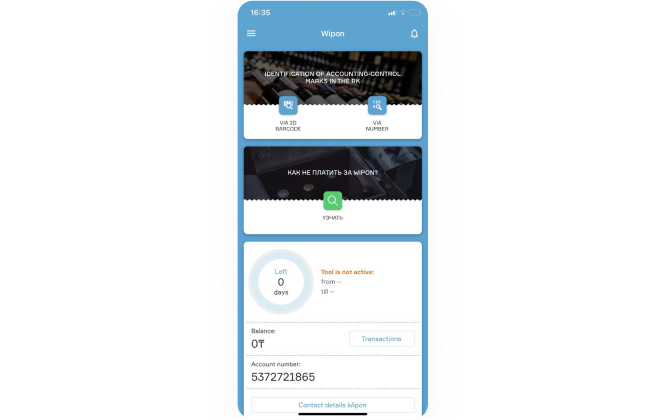 16:35
Wipon
IDENTIFICATION OF ACCOUNTING-CONTROL
MARKS IN THE RK
VIA 2D
BARCODE
VIA
NUMBER
КАК НЕ ПЛАТИТЬ ЗА WIPON?
УЗНАТЬ
Left
0
days
Tool is not active:
from —
till —
Balance:
0₸
Transactions
Account number:
5372721865
Contact details Wipon